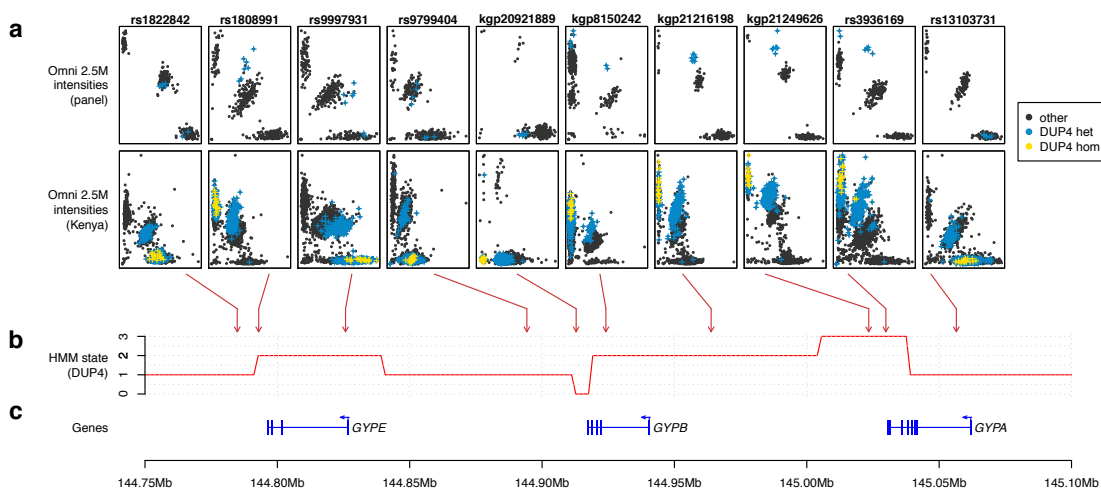 a
rs1822842 rs1808991 rs9997931 rs9799404 kgp20921889 kgp8150242 kgp21216198 kgp21249626 rs3936169 rs13103731
Omni 2.5M
intensities
(panel)
other
DUP4 het
DUP4 hom
Omni 2.5M
intensities
(Kenya)
b
HMM state
(DUP4)
3
2
1
0
c
Genes
GYPE GYPB GYPA
144.75Mb 144.80Mb 144.85Mb 144.90Mb 144.95Mb 145.00Mb 145.05Mb 145.10Mb